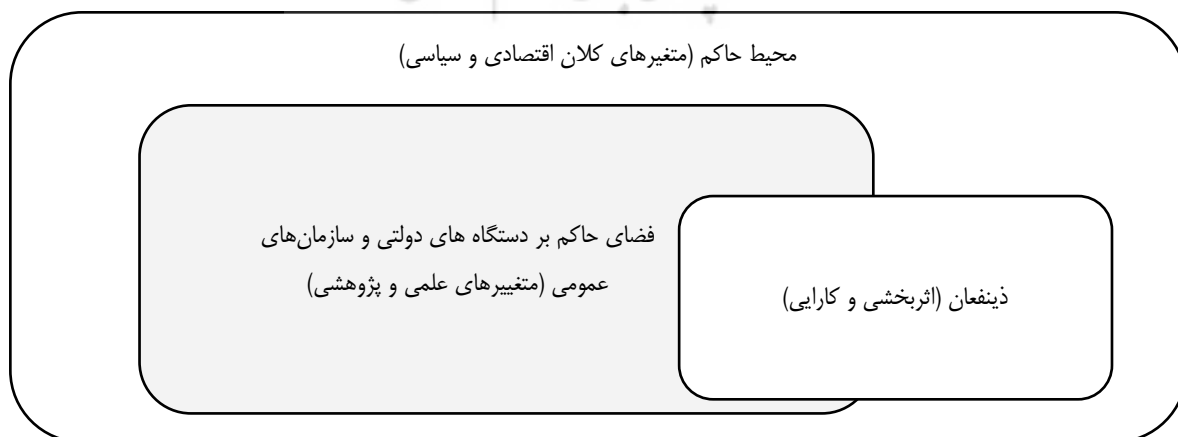 محیط حاکم (متغیرهای کلان اقتصادی و سیاسی)
فضای حاکم بر دستگاه های دولتی و سازمان‌های
عمومی (متغییرهای علمی و پژوهشی)
ذینفعان (اثربخشی و کارایی)